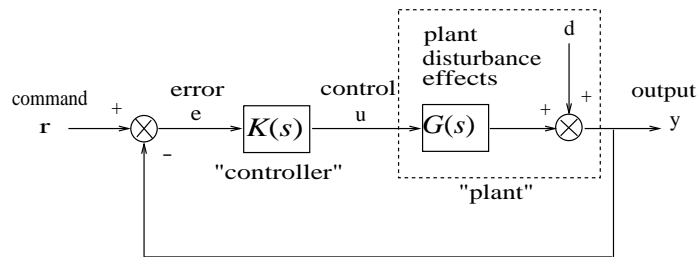 plant
disturbance
effects
d
command
r
+
error
e
K(s)
control
u
G(s)
+
+
output
y
-
"controller"
"plant"